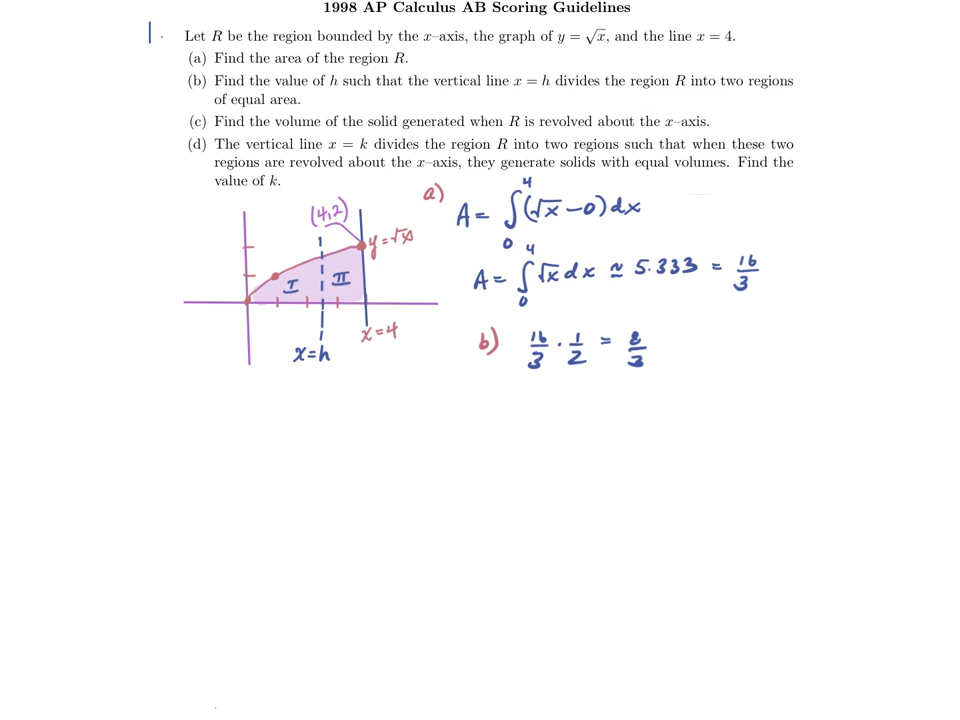 1998 AP Calculus AB Scoring Guidelines
1. Let R be the region bounded by the x–axis, the graph of y = √x, and the line x = 4.
(a) Find the area of the region R.
(b) Find the value of h such that the vertical line x = h divides the region R into two regions
of equal area.
(c) Find the volume of the solid generated when R is revolved about the x–axis.
(d) The vertical line x = k divides the region R into two regions such that when these two
regions are revolved about the x–axis, they generate solids with equal volumes. Find the
value of k.
a) A = ∫₀⁴ (√x − 0) dx
A = ∫₀⁴ √x dx ≈ 5.333 = 16/3
b) 16/3 · 1/2 = 8/3
(4,2)
y = √x
I II
x = 4
x = h